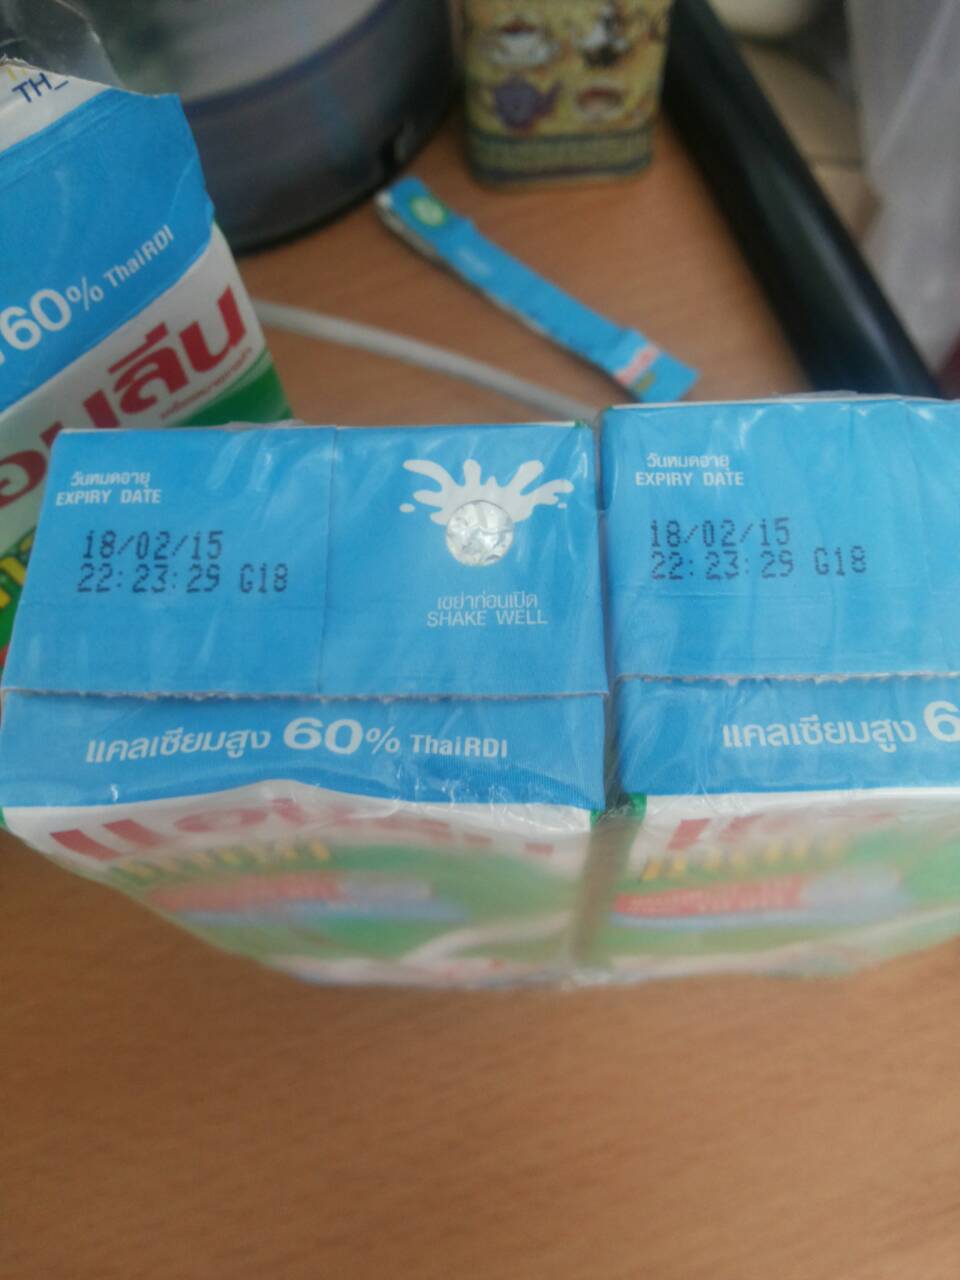 TH_
60% ThaiRDI
วันหมดอายุ
EXPIRY DATE
18/02/15
22:23:29 G18
เขย่าก่อนเปิด
SHAKE WELL
แคลเซียมสูง 60% ThaiRDI
วันหมดอายุ
EXPIRY DATE
18/02/15
22:23:29 G18
แคลเซียมสูง 6